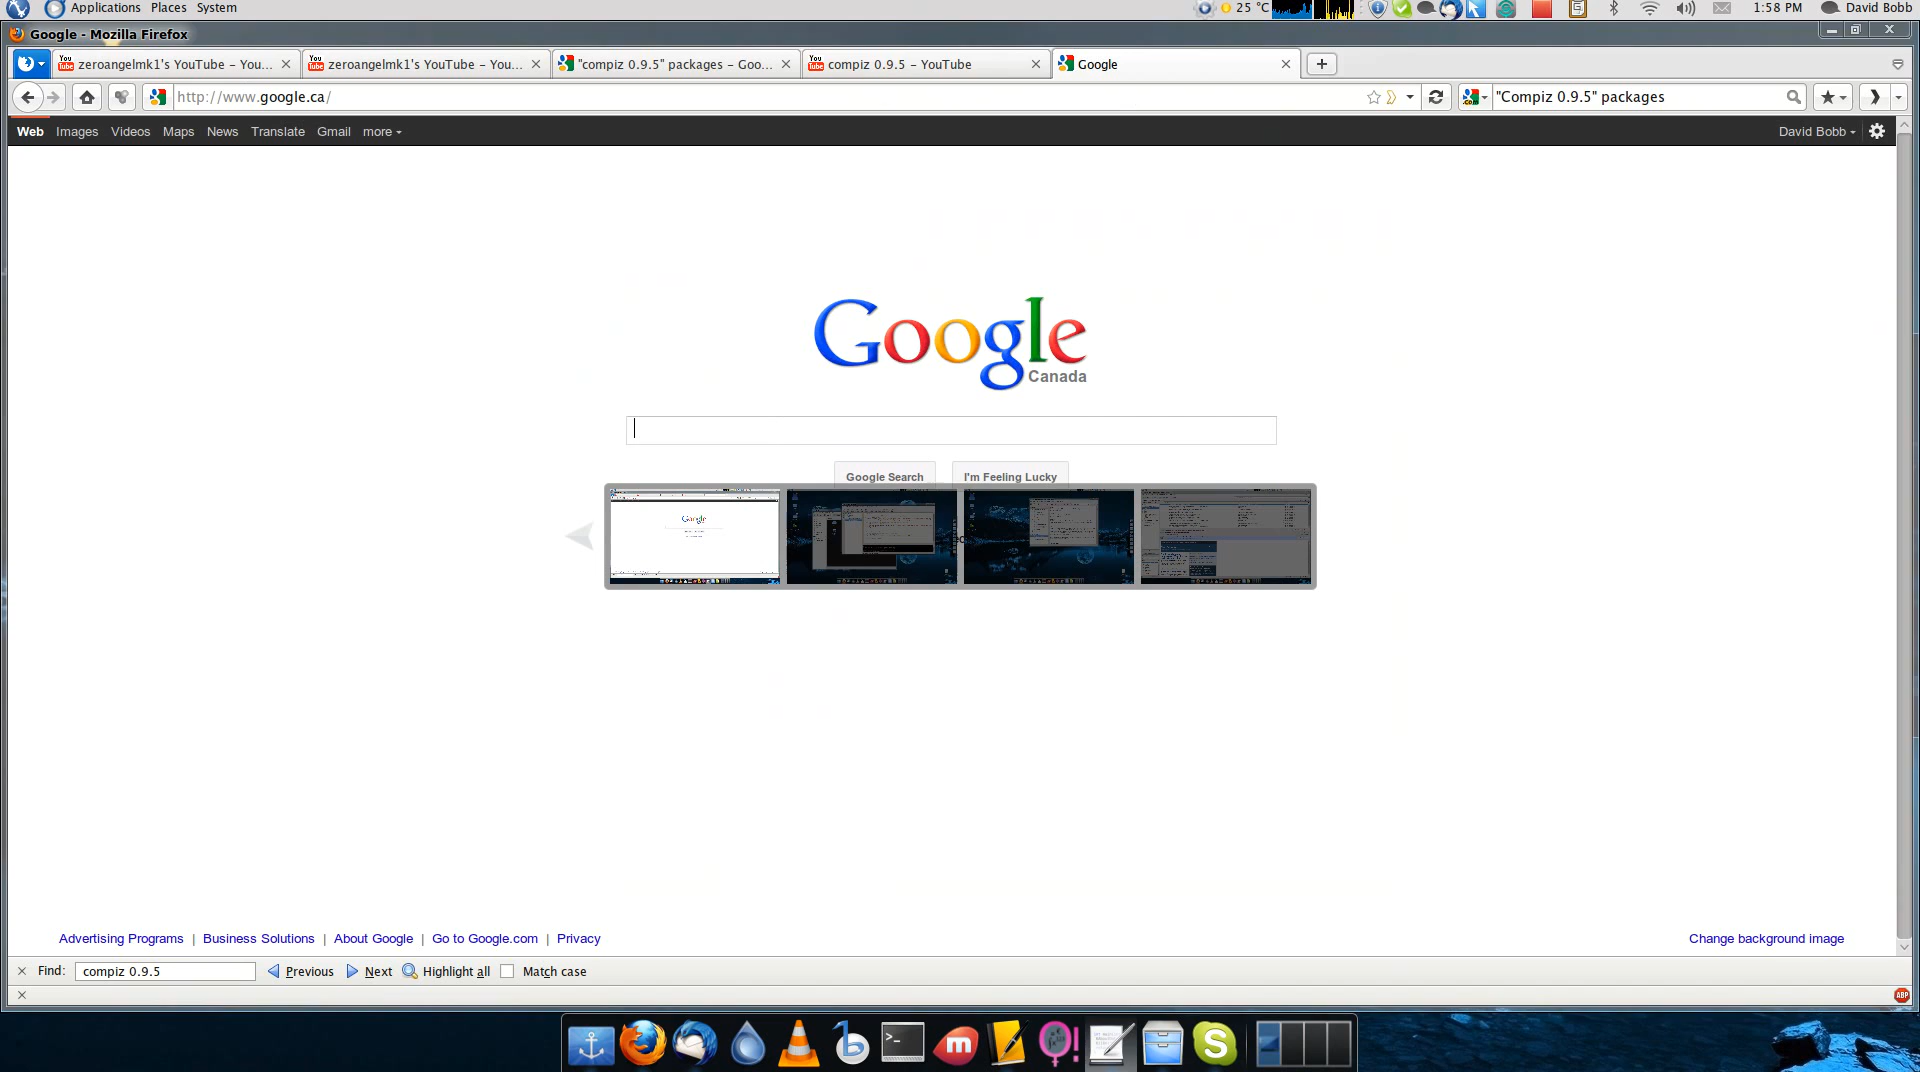 Applications Places System 25 °C 1:58 PM David Bobb
Google - Mozilla Firefox
zeroangelmk1's YouTube – You... zeroangelmk1's YouTube – You... "compiz 0.9.5" packages – Goo... compiz 0.9.5 – YouTube Google
http://www.google.ca/ "Compiz 0.9.5" packages
Web Images Videos Maps News Translate Gmail more David Bobb
Google
Canada
Google Search I'm Feeling Lucky
Advertising Programs | Business Solutions | About Google | Go to Google.com | Privacy Change background image
Find: compiz 0.9.5 Previous Next Highlight all Match case
ABP